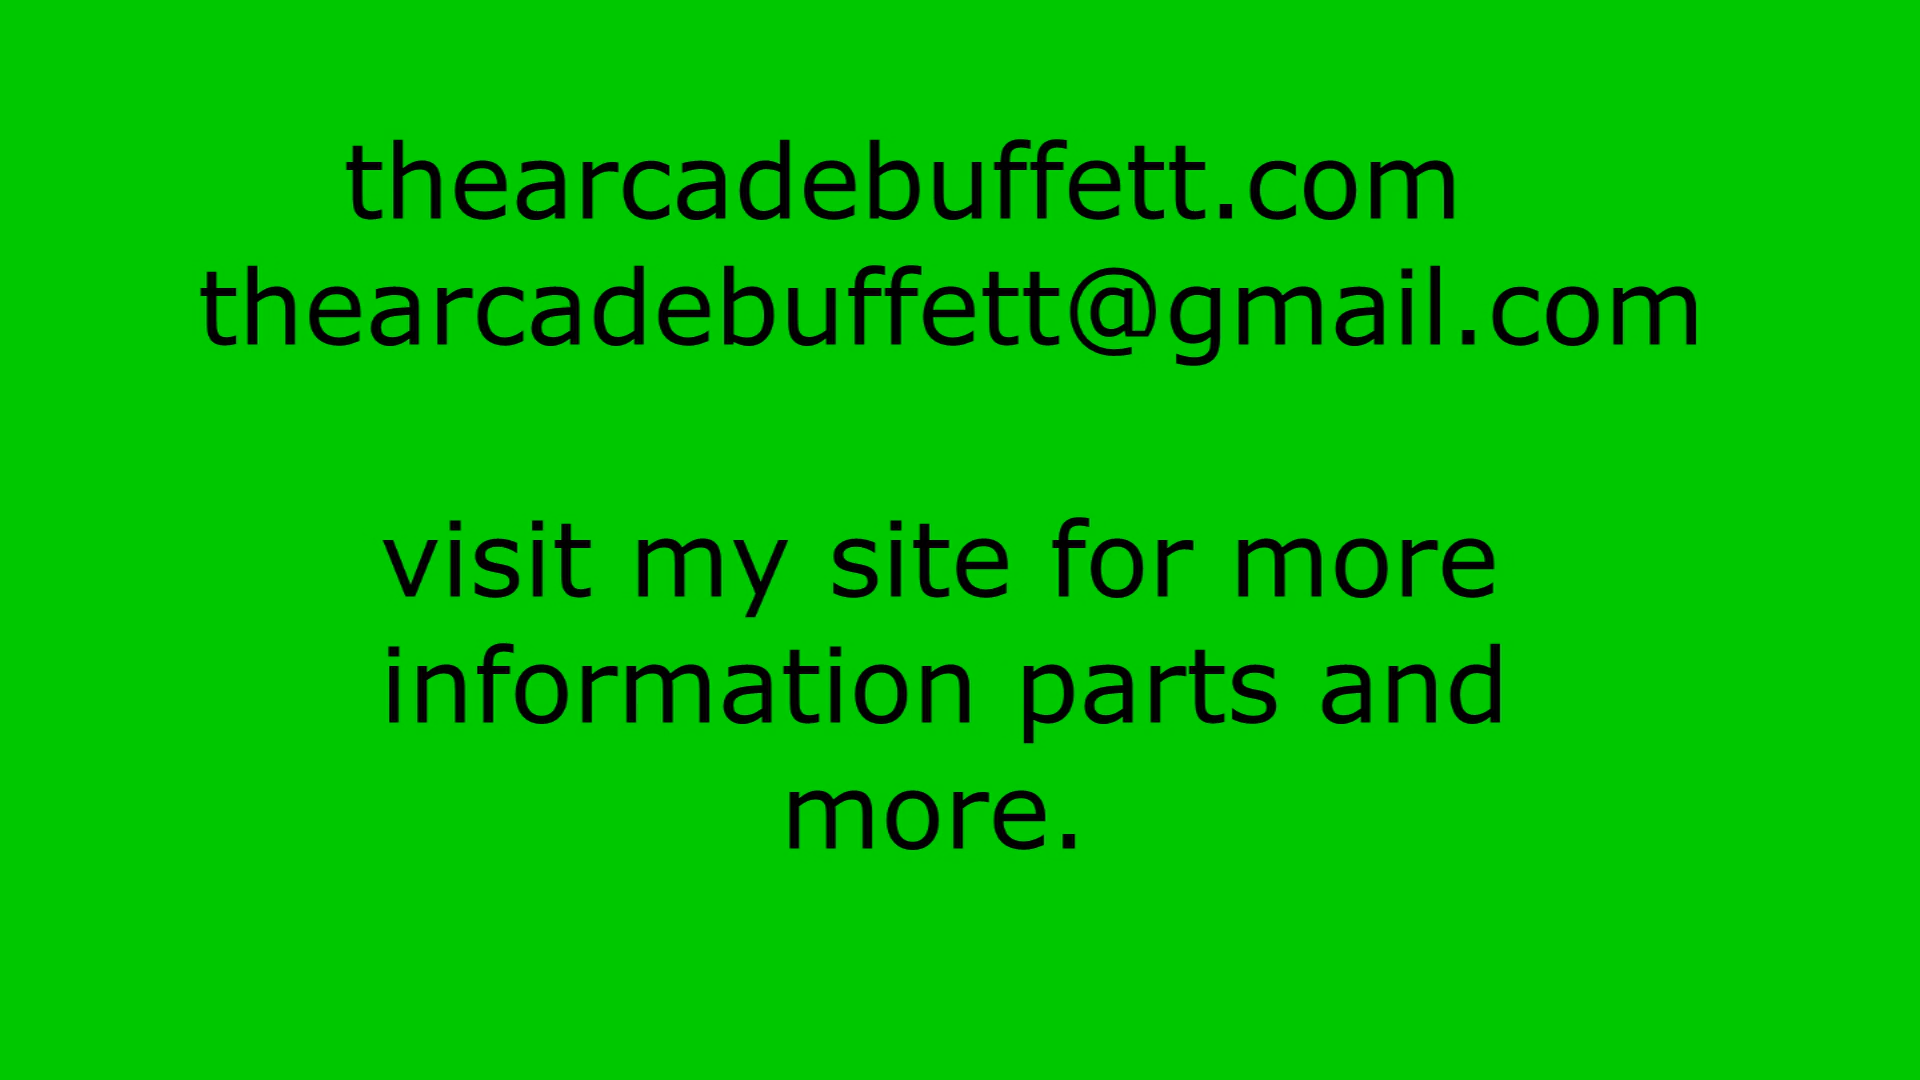 thearcadebuffett.com
thearcadebuffett@gmail.com
visit my site for more
information parts and
more.